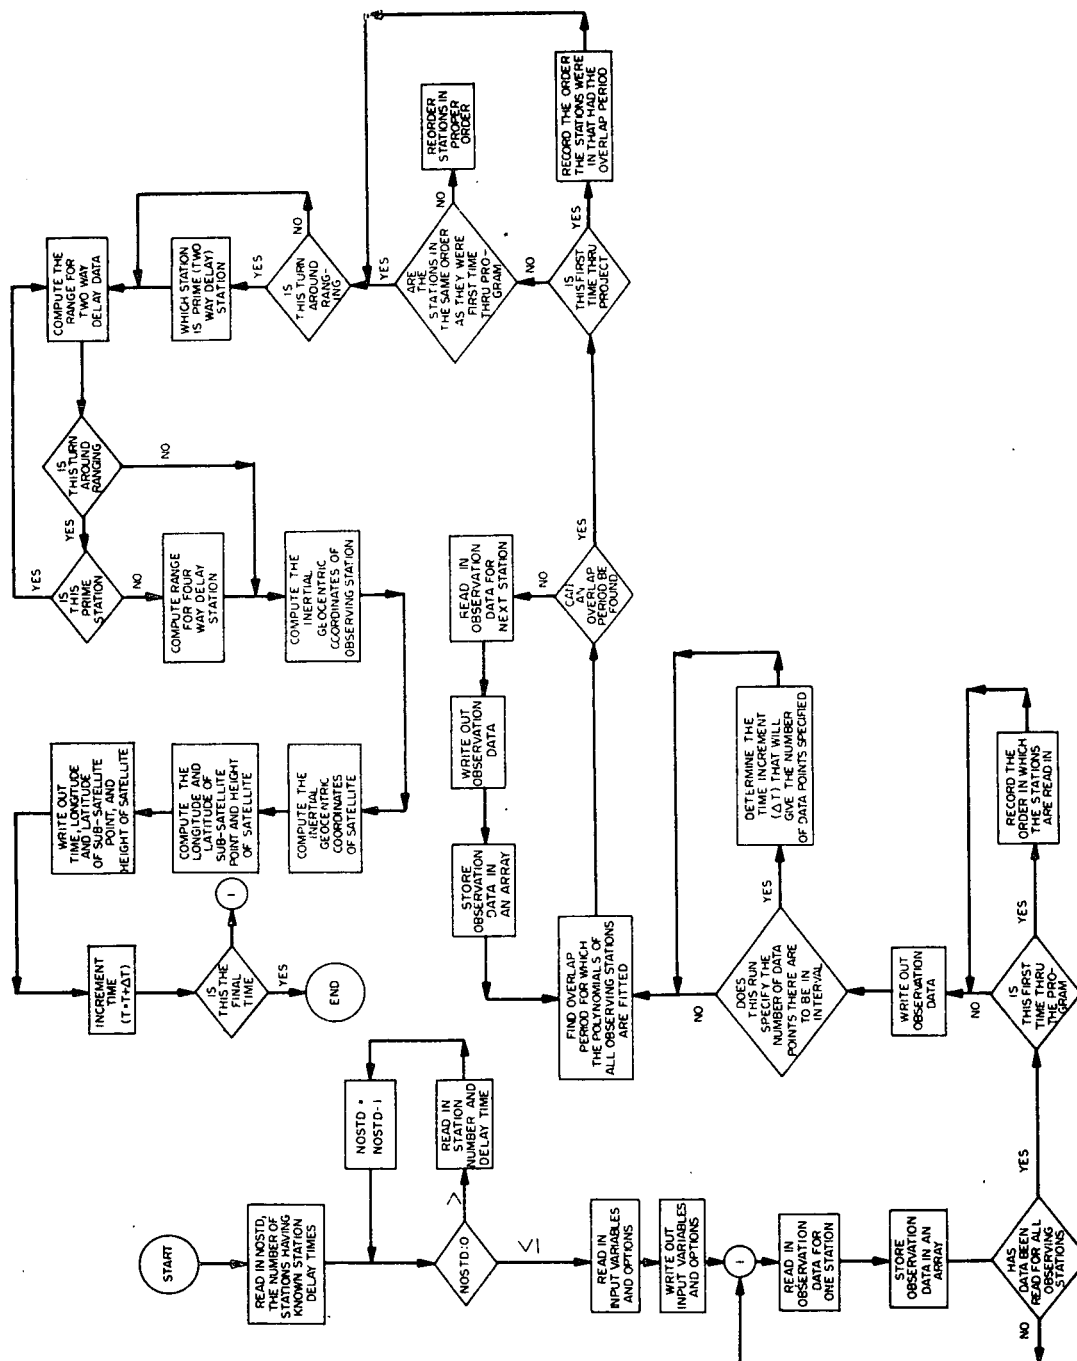 START
READ IN NOSTD,
THE NUMBER OF
STATIONS HAVING
KNOWN STATION
DELAY TIMES
NOSTD =
NOSTD-1
NOSTD:0
>
≤
READ IN
STATION
NUMBER AND
DELAY TIME
READ IN
INPUT VARIABLES
AND OPTIONS
WRITE OUT
INPUT VARIABLES
AND OPTIONS
1
READ IN
OBSERVATION
DATA FOR
ONE STATION
STORE
OBSERVATION
DATA IN AN
ARRAY
HAS
DATA BEEN
READ FOR ALL
OBSERVING
STATIONS
NO
YES
IS
THIS FIRST
TIME THRU
THE PRO-
GRAM
YES
NO
RECORD THE
ORDER IN WHICH
THE STATIONS
ARE READ IN
WRITE OUT
OBSERVATION
DATA
DOES
THIS RUN
SPECIFY THE
NUMBER OF DATA
POINTS THERE ARE
TO BE IN
INTERVAL
YES
NO
DETERMINE THE
TIME INCREMENT
(ΔT) THAT WILL
GIVE THE NUMBER
OF DATA POINTS SPECIFIED
FIND OVERLAP
PERIOD FOR WHICH
THE POLYNOMIALS OF
ALL OBSERVING STATIONS
ARE FITTED
STORE
OBSERVATION
DATA IN
AN ARRAY
WRITE OUT
OBSERVATION
DATA
READ IN
OBSERVATION
DATA FOR
NEXT STATION
NO
CAN
AN
OVERLAP
PERIOD BE
FOUND
YES
IS
THIS FIRST
TIME THRU
PROJECT
YES
NO
RECORD THE ORDER
THE STATIONS WERE
IN THAT HAD THE
OVERLAP PERIOD
ARE
THE
STATIONS IN
THE SAME ORDER
AS THEY WERE
FIRST TIME
THRU PRO-
GRAM
NO
YES
REORDER
STATIONS IN
PROPER
ORDER
IS
THIS TURN
AROUND
RANG-
ING
NO
YES
WHICH STATION
IS PRIME (TWO
WAY DELAY)
STATION
COMPUTE THE
RANGE FOR
TWO WAY
DELAY DATA
IS
THIS TURN
AROUND
RANGING
NO
YES
IS
THIS
PRIME
STATION
YES
NO
COMPUTE RANGE
FOR FOUR
WAY DELAY
STATION
COMPUTE THE
INERTIAL
GEOCENTRIC
COORDINATES OF
OBSERVING STATION
COMPUTE THE
INERTIAL
GEOCENTRIC
COORDINATES
OF SATELLITE
COMPUTE THE
LONGITUDE AND
LATITUDE OF
SUB-SATELLITE
POINT AND HEIGHT
OF SATELLITE
WRITE OUT
TIME, LONGITUDE
AND LATITUDE
OF SUB-SATELLITE
POINT, AND
HEIGHT OF SATELLITE
INCREMENT
TIME
(T=T+ΔT)
IS
THIS THE
FINAL
TIME
1
YES
END